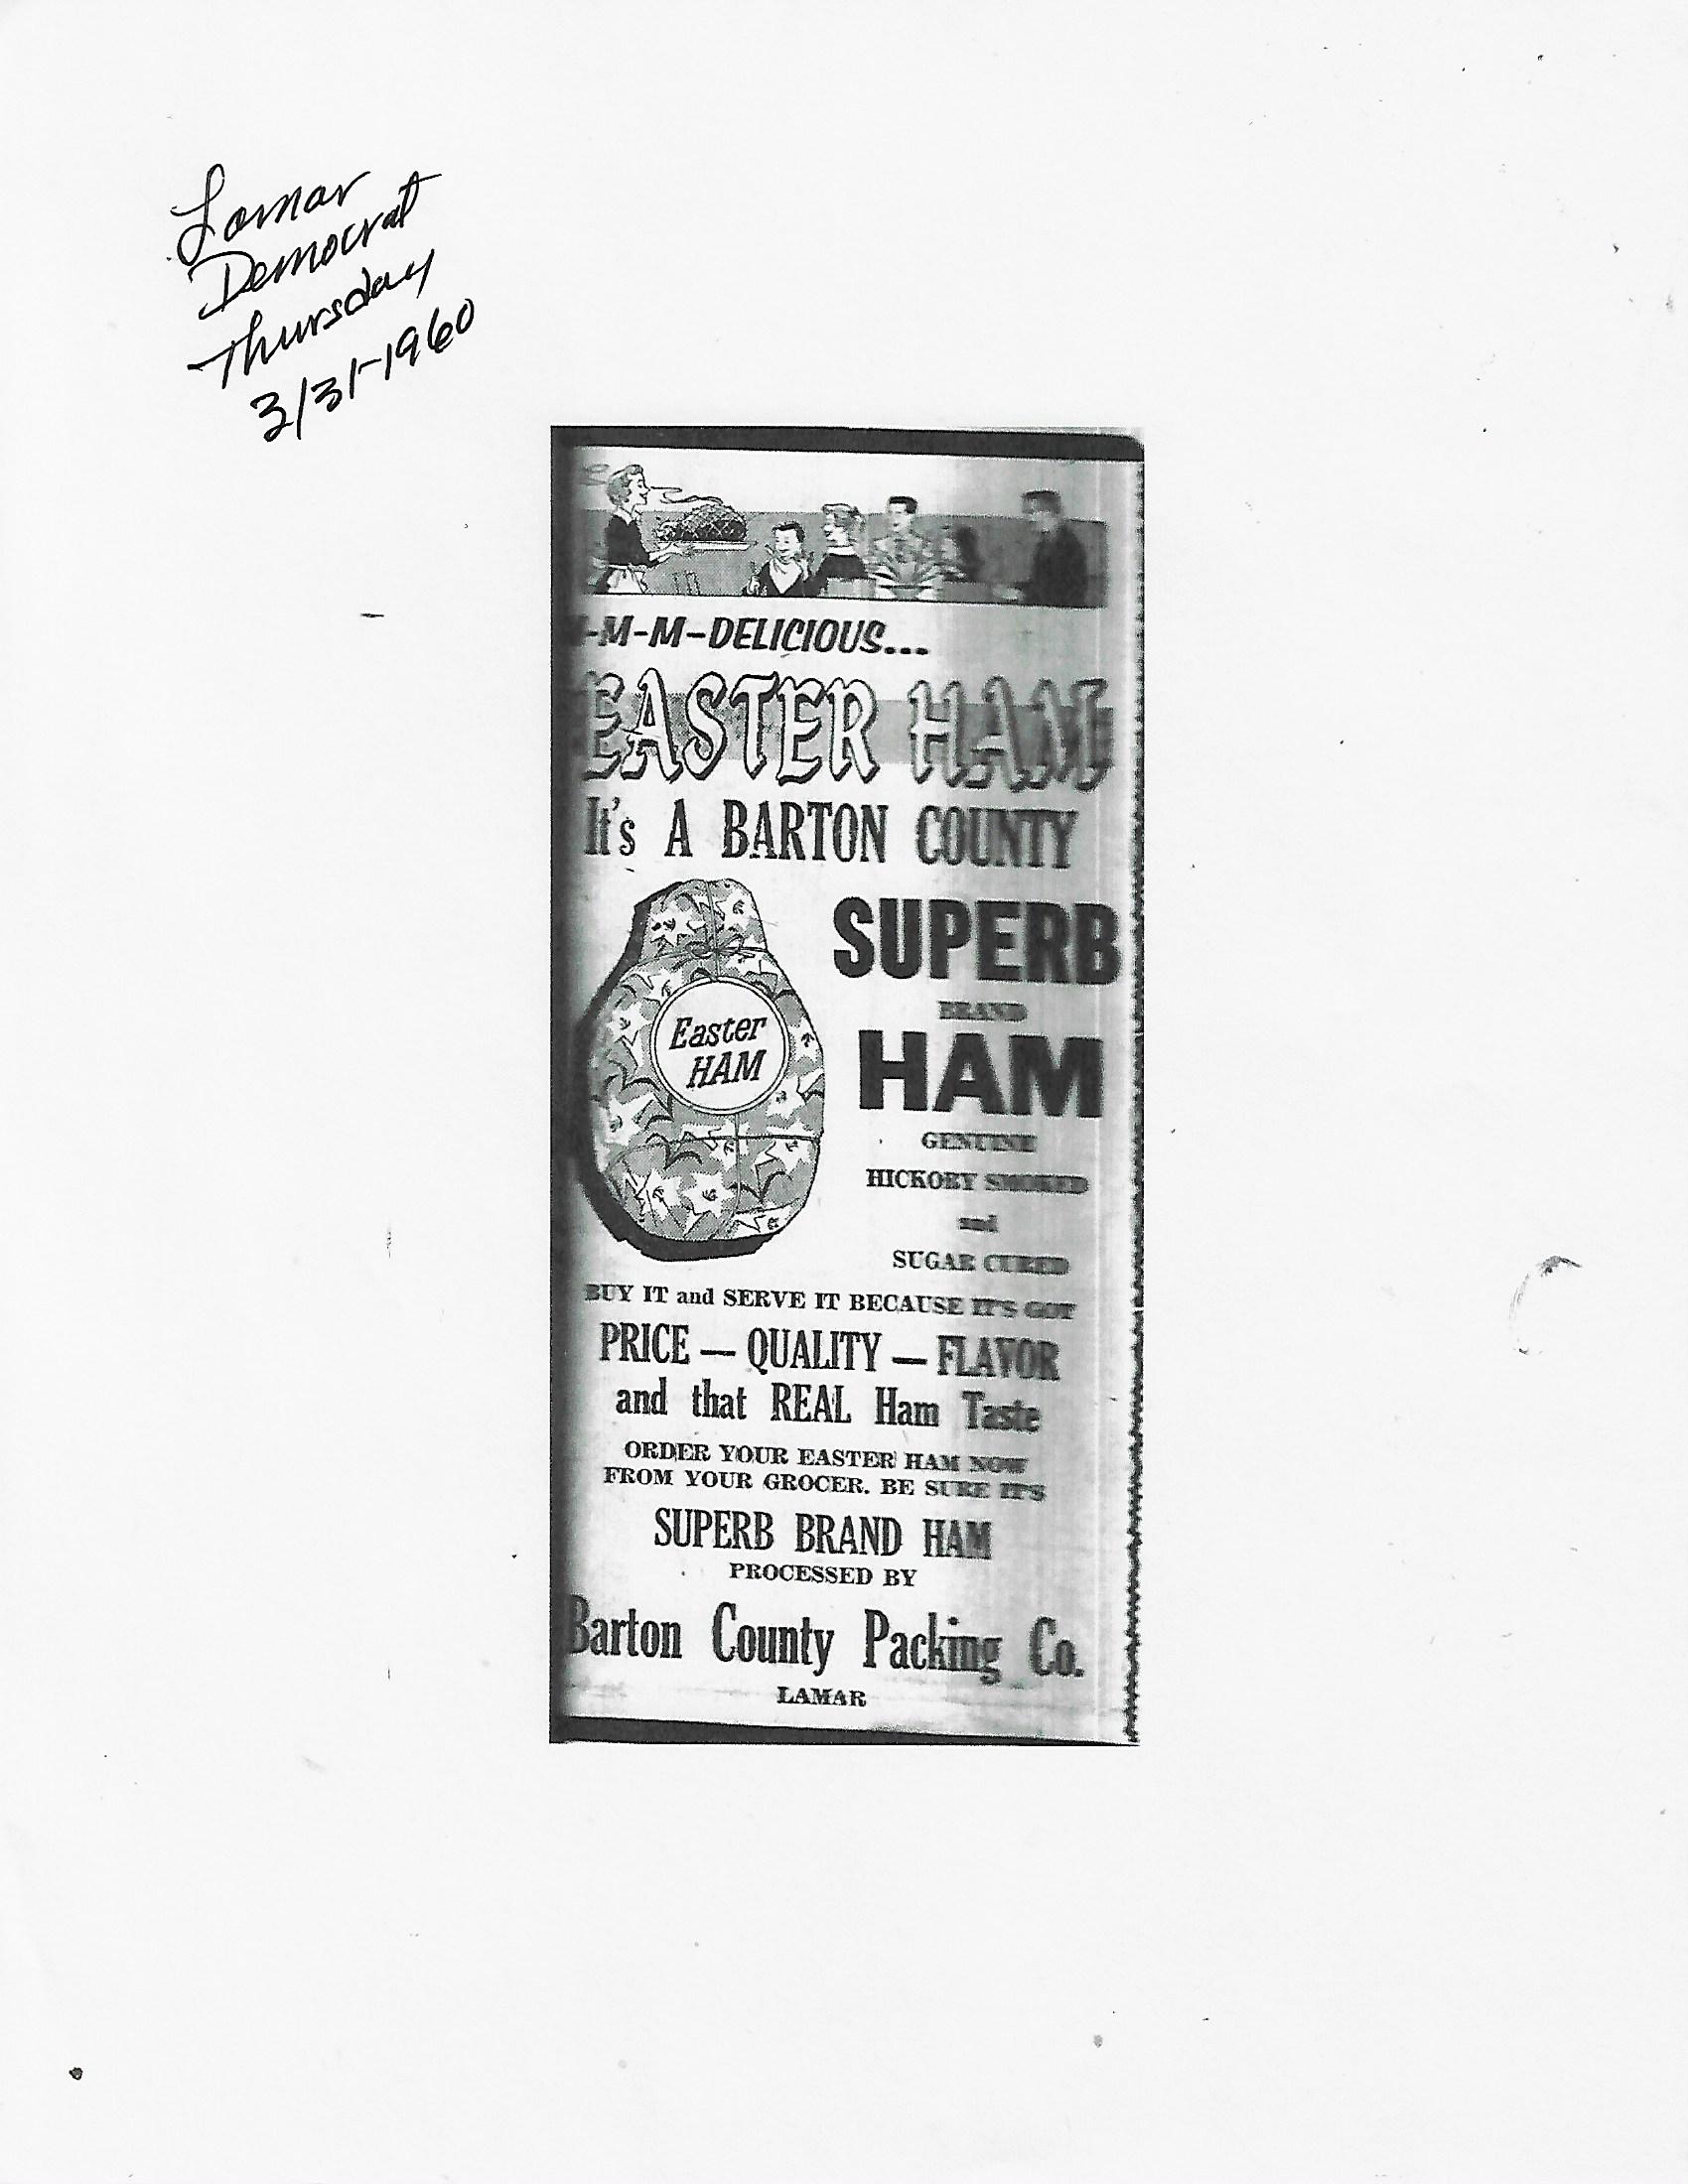 Lamar
Democrat
Thursday
3/31-1960
-M-M-DELICIOUS...
EASTER HAM
It's A BARTON COUNTY
SUPERB
BRAND
HAM
Easter
HAM
GENUINE
HICKORY SMOKED
and
SUGAR CURED
BUY IT and SERVE IT BECAUSE IT'S GOT
PRICE — QUALITY — FLAVOR
and that REAL Ham Taste
ORDER YOUR EASTER HAM NOW
FROM YOUR GROCER. BE SURE IT'S
SUPERB BRAND HAM
PROCESSED BY
Barton County Packing Co.
LAMAR